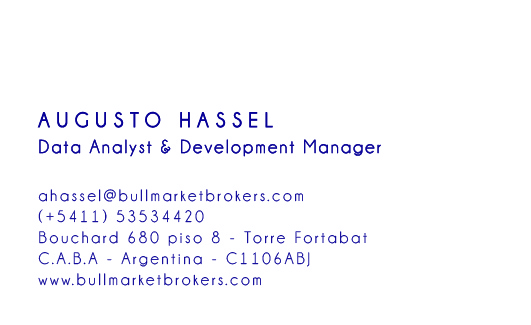 AUGUSTO HASSEL
Data Analyst & Development Manager
ahassel@bullmarketbrokers.com
(+5411) 53534420
Bouchard 680 piso 8 - Torre Fortabat
C.A.B.A - Argentina - C1106ABJ
www.bullmarketbrokers.com